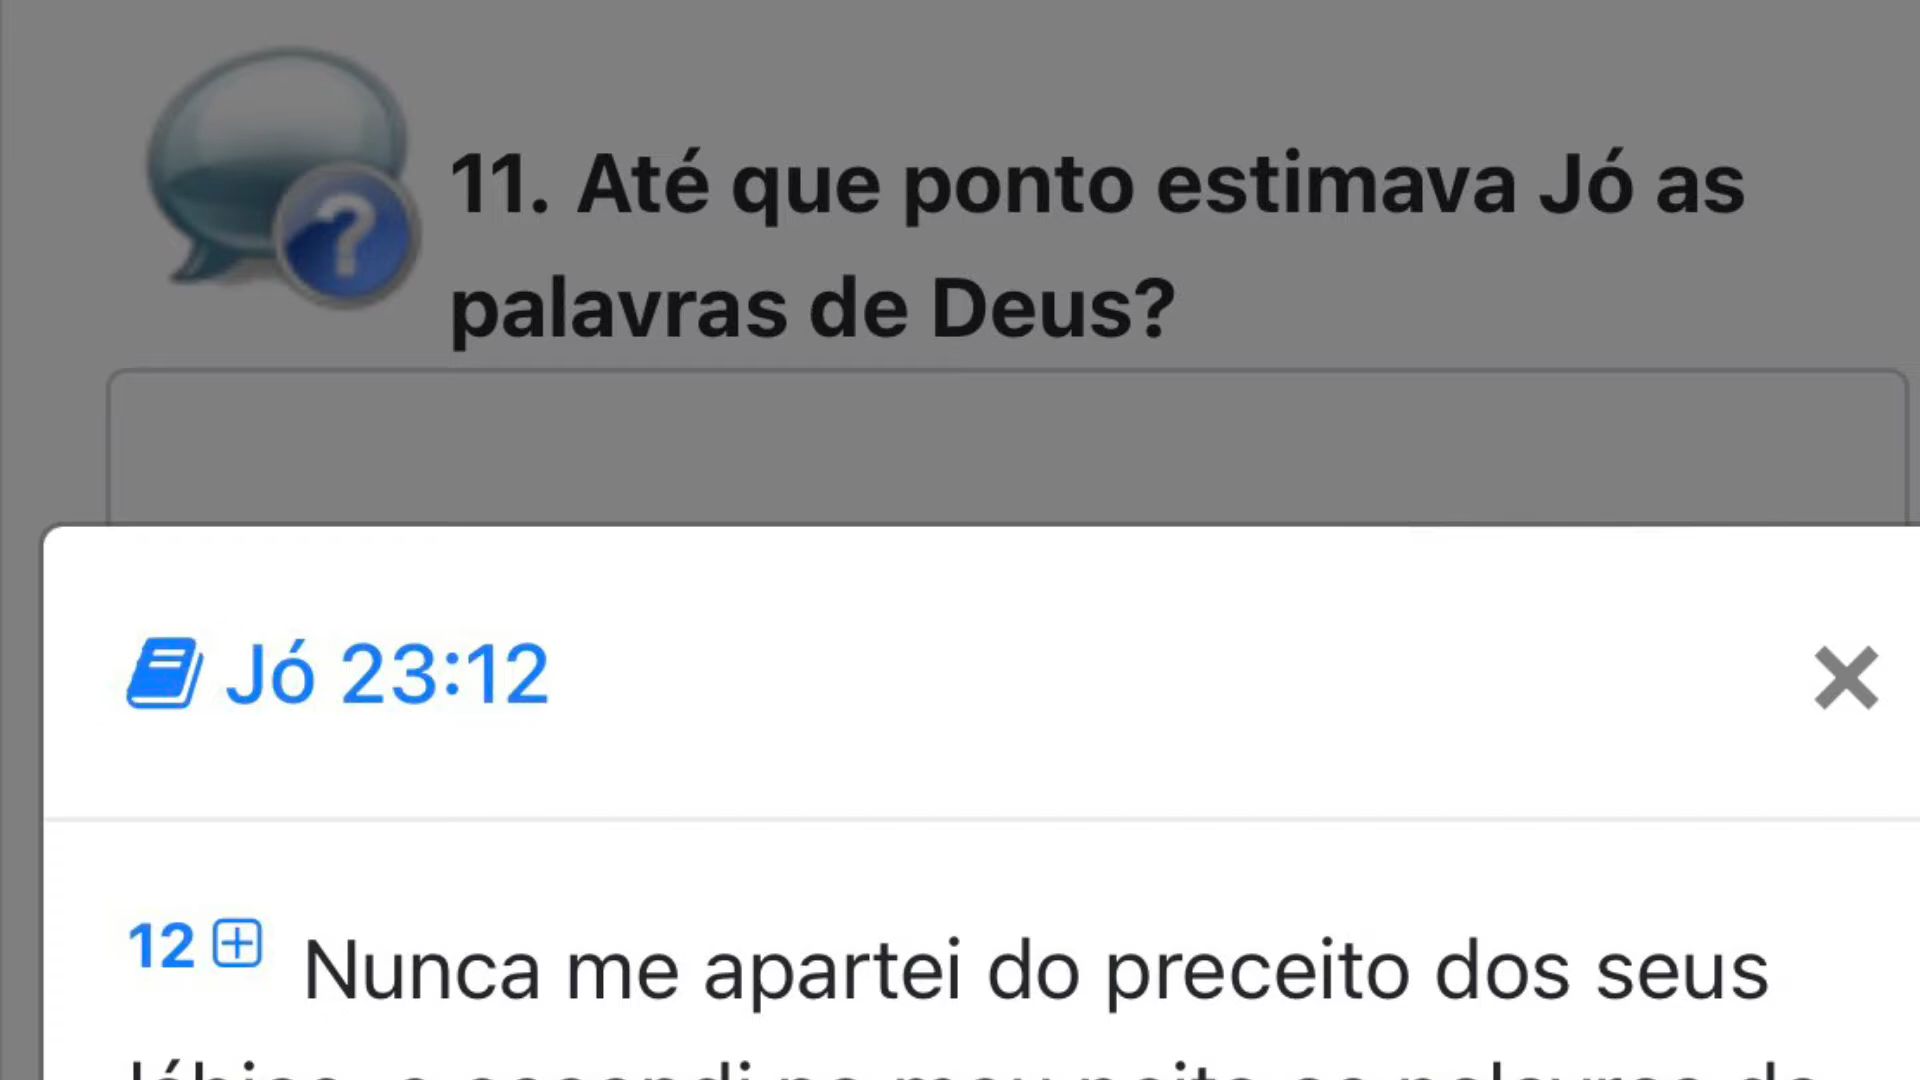 11. Até que ponto estimava Jó as
palavras de Deus?
Jó 23:12
12 Nunca me apartei do preceito dos seus